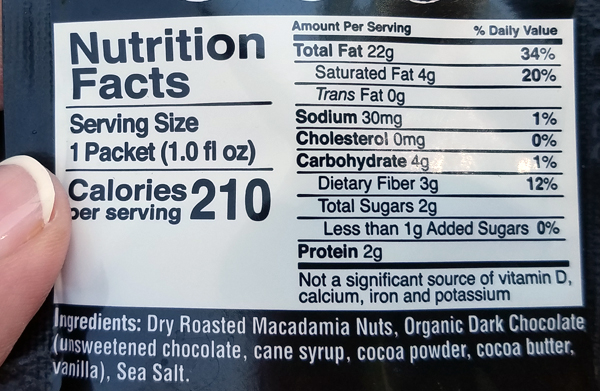 Nutrition
Facts
Serving Size
1 Packet (1.0 fl oz)
Calories 210
per serving
Amount Per Serving % Daily Value
Total Fat 22g 34%
Saturated Fat 4g 20%
Trans Fat 0g
Sodium 30mg 1%
Cholesterol 0mg 0%
Carbohydrate 4g 1%
Dietary Fiber 3g 12%
Total Sugars 2g
Less than 1g Added Sugars 0%
Protein 2g
Not a significant source of vitamin D,
calcium, iron and potassium
Ingredients: Dry Roasted Macadamia Nuts, Organic Dark Chocolate
(unsweetened chocolate, cane syrup, cocoa powder, cocoa butter,
vanilla), Sea Salt.